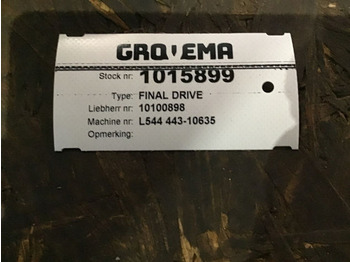 GRO'EMA
Stock nr: 1015899
Type: FINAL DRIVE
Liebherr nr: 10100898
Machine nr: L544 443-10635
Opmerking: